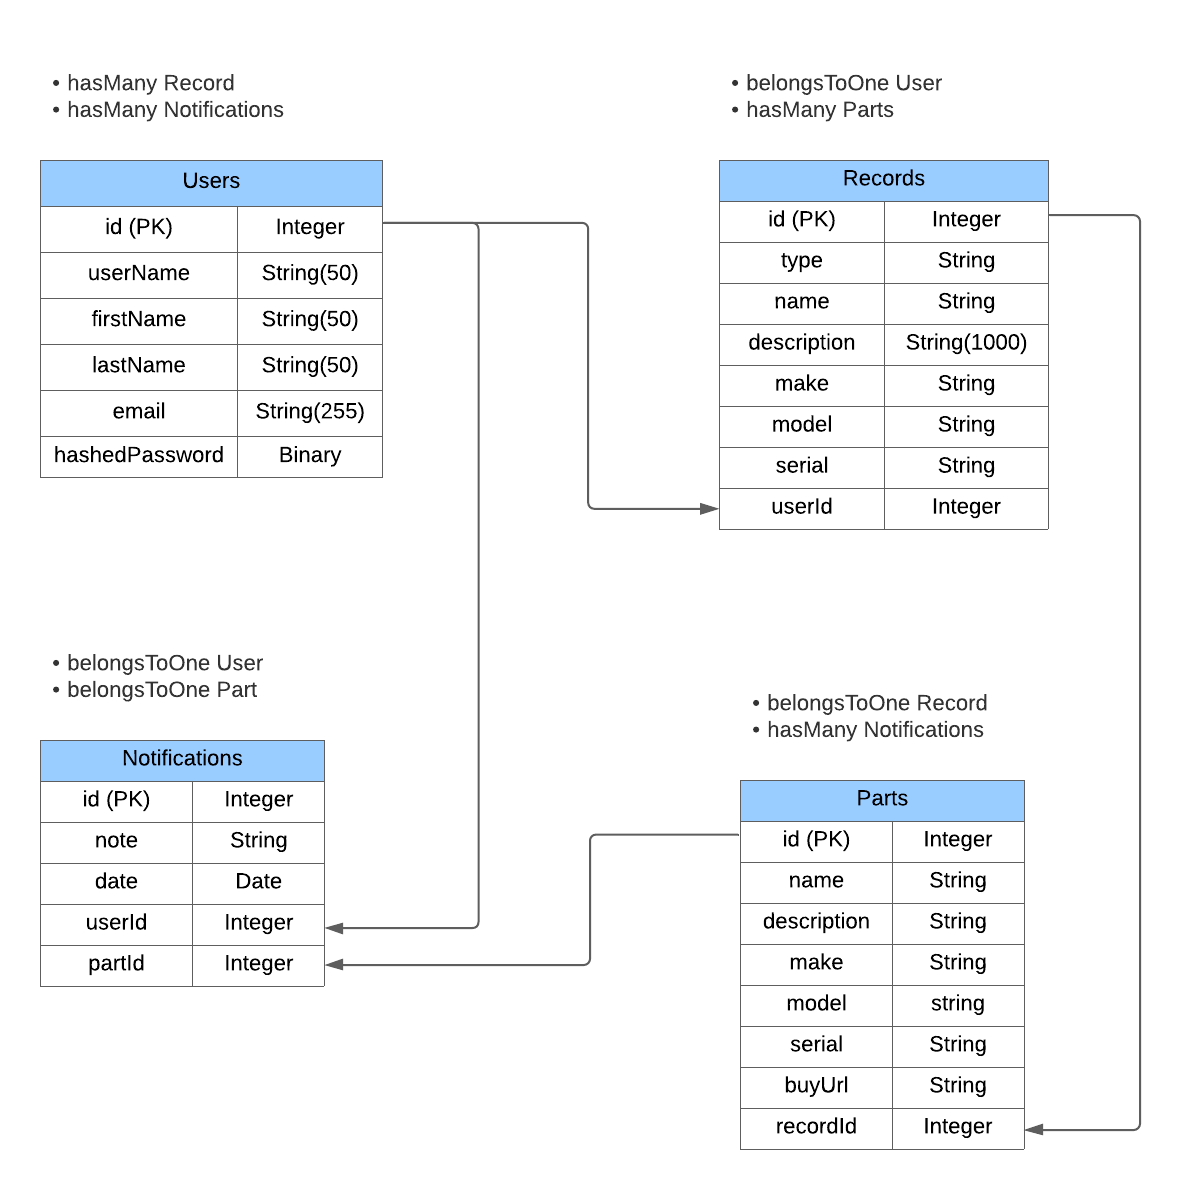 • hasMany Record
• hasMany Notifications
Users
id (PK) Integer
userName String(50)
firstName String(50)
lastName String(50)
email String(255)
hashedPassword Binary
• belongsToOne User
• hasMany Parts
Records
id (PK) Integer
type String
name String
description String(1000)
make String
model String
serial String
userId Integer
• belongsToOne User
• belongsToOne Part
Notifications
id (PK) Integer
note String
date Date
userId Integer
partId Integer
• belongsToOne Record
• hasMany Notifications
Parts
id (PK) Integer
name String
description String
make String
model string
serial String
buyUrl String
recordId Integer